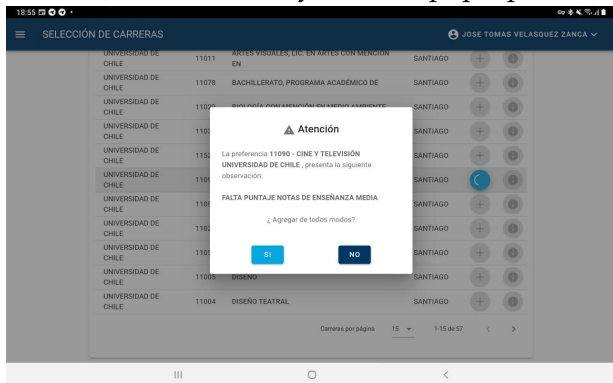 18:55
SELECCIÓN DE CARRERAS
JOSE TOMAS VELASQUEZ ZANCA
UNIVERSIDAD DE
CHILE
11011
ARTES VISUALES, LIC. EN ARTES CON MENCIÓN
EN
SANTIAGO
UNIVERSIDAD DE
CHILE
11078
BACHILLERATO, PROGRAMA ACADÉMICO DE
SANTIAGO
UNIVERSIDAD DE
CHILE
BIOLOGÍA CON MENCIÓN EN MEDIO AMBIENTE
SANTIAGO
UNIVERSIDAD DE
CHILE
SANTIAGO
UNIVERSIDAD DE
CHILE
SANTIAGO
UNIVERSIDAD DE
CHILE
SANTIAGO
UNIVERSIDAD DE
CHILE
SANTIAGO
UNIVERSIDAD DE
CHILE
SANTIAGO
UNIVERSIDAD DE
CHILE
SANTIAGO
UNIVERSIDAD DE
CHILE
11005
DISEÑO
SANTIAGO
UNIVERSIDAD DE
CHILE
11004
DISEÑO TEATRAL
SANTIAGO
Atención
La preferencia 11090 - CINE Y TELEVISIÓN
UNIVERSIDAD DE CHILE , presenta la siguiente
observación:
FALTA PUNTAJE NOTAS DE ENSEÑANZA MEDIA
¿ Agregar de todos modos?
SI
NO
Carreras por página 15 1-15 de 57